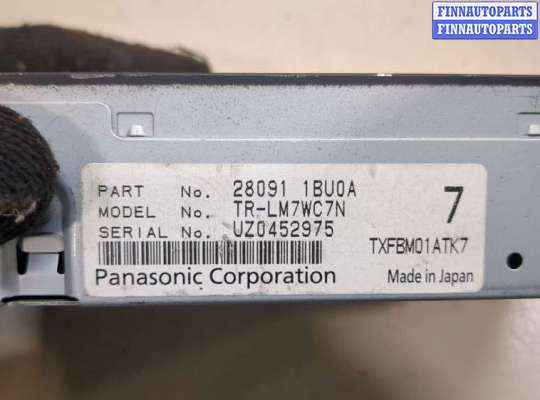 FINNAUTOPARTS
FINNAUTOPARTS
PART No. 28091 1BU0A
MODEL No. TR-LM7WC7N
SERIAL No. UZ0452975
7
TXFBM01ATK7
Panasonic Corporation
Made in Japan